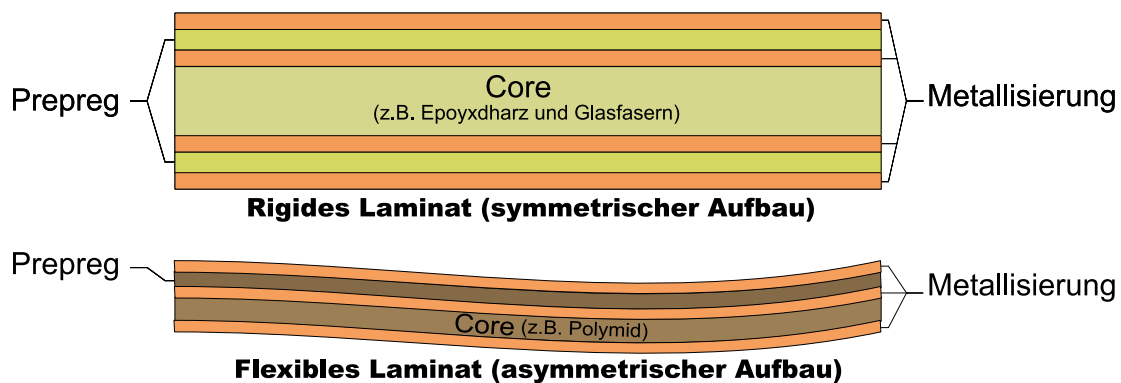 Prepreg
Core
(z.B. Epoyxdharz und Glasfasern)
Metallisierung
Rigides Laminat (symmetrischer Aufbau)
Prepreg
Metallisierung
Core (z.B. Polymid)
Flexibles Laminat (asymmetrischer Aufbau)